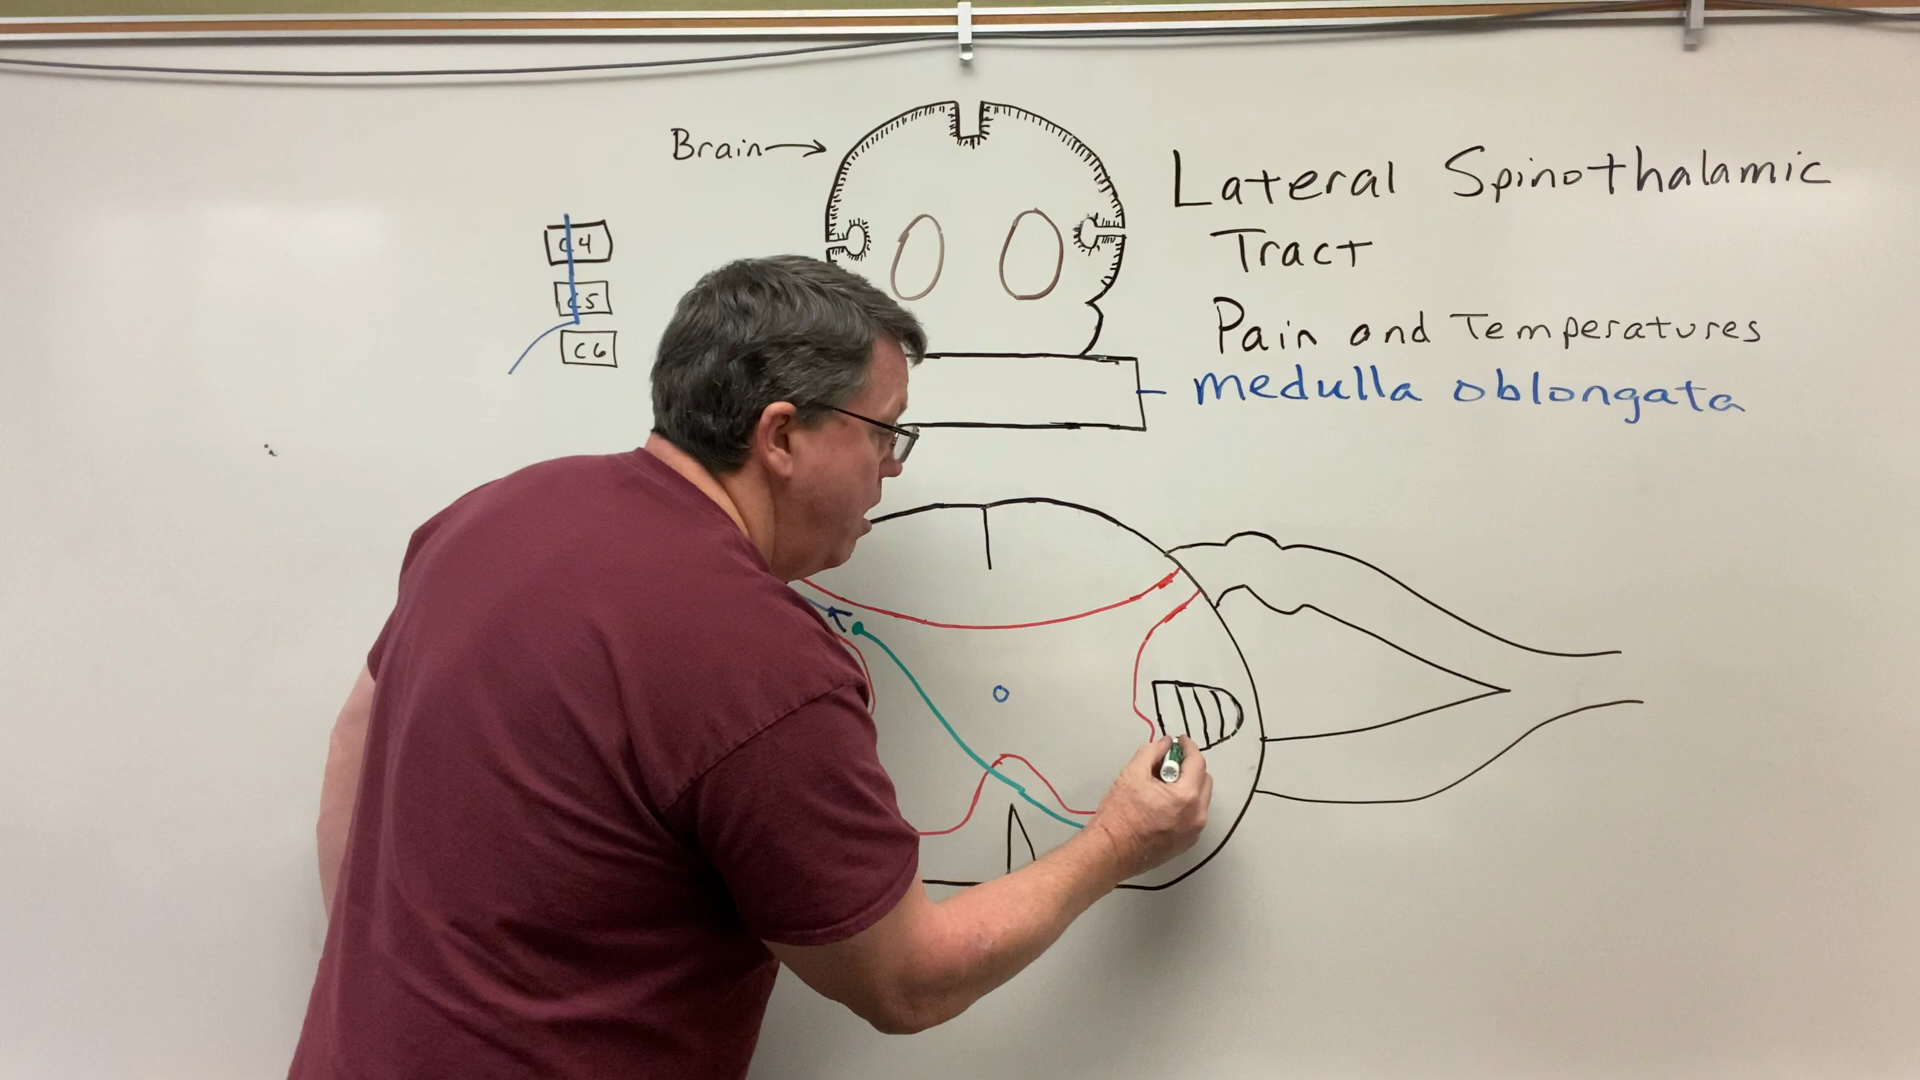 Brain
Lateral Spinothalamic
Tract
Pain and Temperatures
medulla oblongata
C4
C5
C6